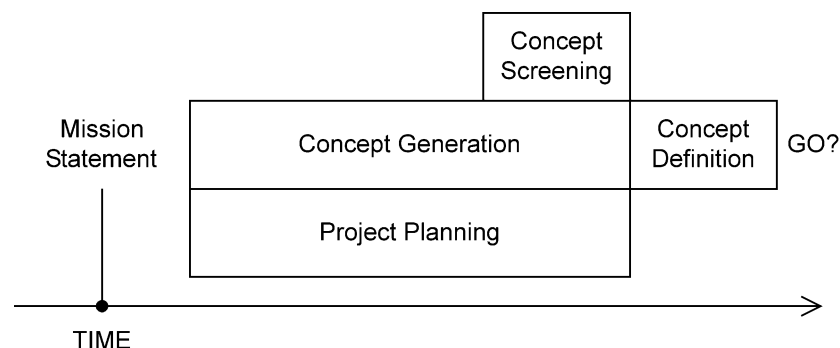 Concept
Screening
Mission
Statement
Concept Generation
Concept
Definition
GO?
Project Planning
TIME